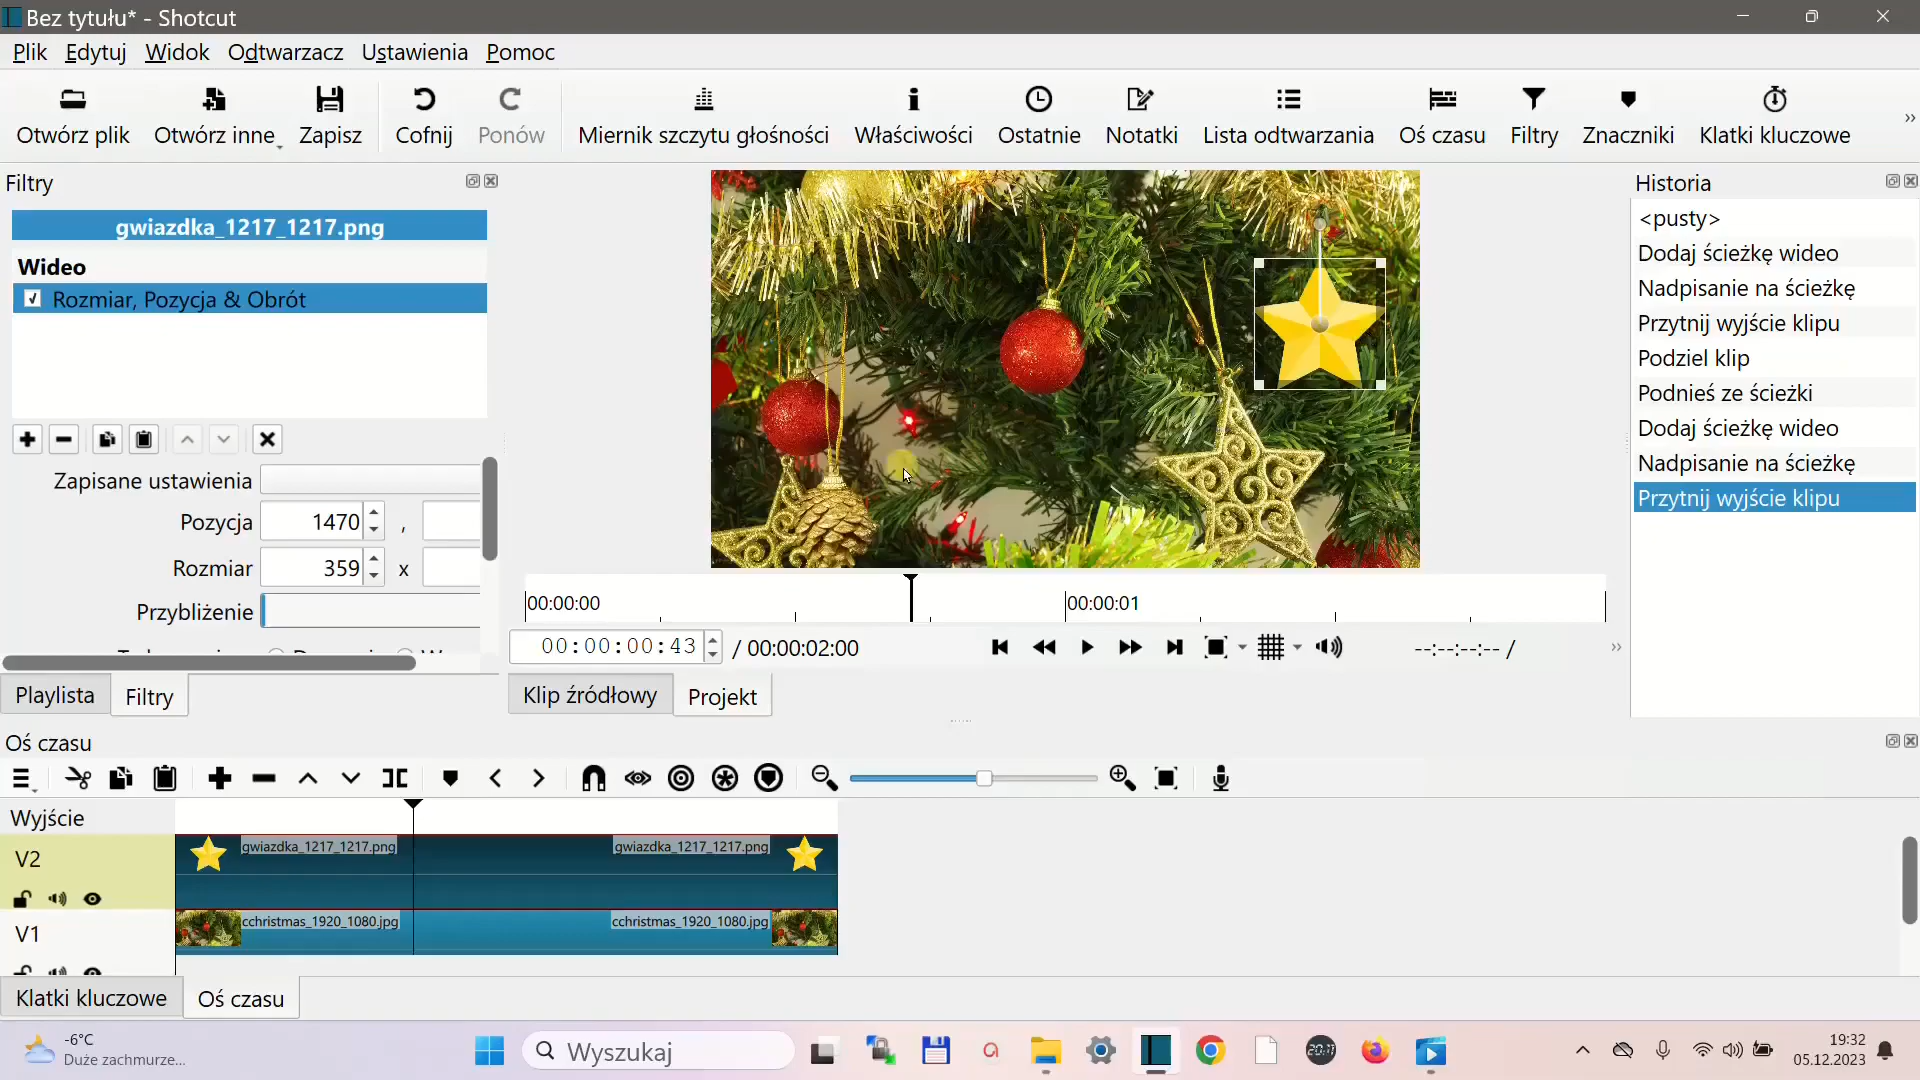 Bez tytułu* - Shotcut
Plik Edytuj Widok Odtwarzacz Ustawienia Pomoc
Otwórz plik Otwórz inne Zapisz Cofnij Ponów Miernik szczytu głośności Właściwości Ostatnie Notatki Lista odtwarzania Oś czasu Filtry Znaczniki Klatki kluczowe »
Filtry
gwiazdka_1217_1217.png
Wideo
Rozmiar, Pozycja & Obrót
Zapisane ustawienia
Pozycja 1470 ,
Rozmiar 359 x
Przybliżenie
Playlista Filtry
00:00:00 00:00:01
00:00:00:43 / 00:00:02:00 --:--:--:-- / »
Klip źródłowy Projekt
Historia
<pusty>
Dodaj ścieżkę wideo
Nadpisanie na ścieżkę
Przytnij wyjście klipu
Podziel klip
Podnieś ze ścieżki
Dodaj ścieżkę wideo
Nadpisanie na ścieżkę
Przytnij wyjście klipu
Oś czasu
Wyjście
V2
gwiazdka_1217_1217.png gwiazdka_1217_1217.png
V1
cchristmas_1920_1080.jpg cchristmas_1920_1080.jpg
Klatki kluczowe Oś czasu
-6°C
Duże zachmurze...
Wyszukaj
20:11
19:32
05.12.2023